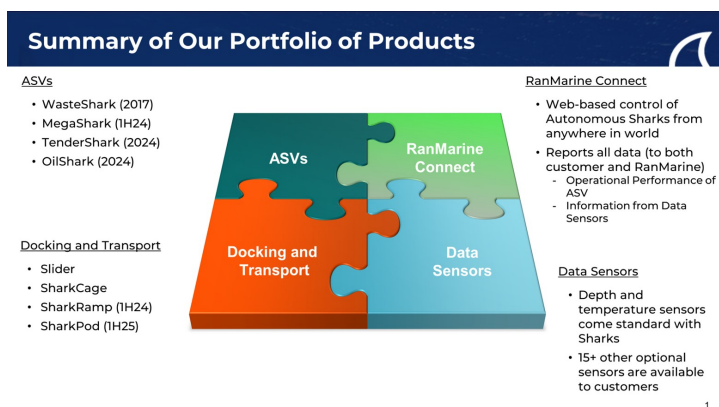 Summary of Our Portfolio of Products
ASVs
• WasteShark (2017)
• MegaShark (1H24)
• TenderShark (2024)
• OilShark (2024)
Docking and Transport
• Slider
• SharkCage
• SharkRamp (1H24)
• SharkPod (1H25)
ASVs
RanMarine
Connect
Docking and
Transport
Data
Sensors
RanMarine Connect
• Web-based control of
Autonomous Sharks from
anywhere in world
• Reports all data (to both
customer and RanMarine)
- Operational Performance of
ASV
- Information from Data
Sensors
Data Sensors
• Depth and
temperature sensors
come standard with
Sharks
• 15+ other optional
sensors are available
to customers
1